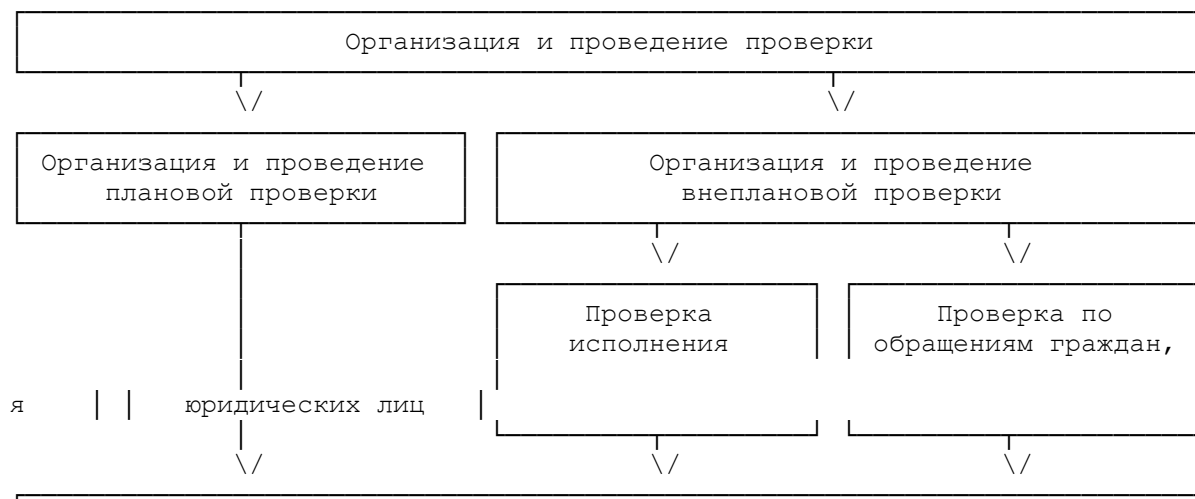 Организация и проведение проверки
Организация и проведение
плановой проверки
Организация и проведение
внеплановой проверки
Проверка
исполнения
Проверка по
обращениям граждан,
я юридических лиц